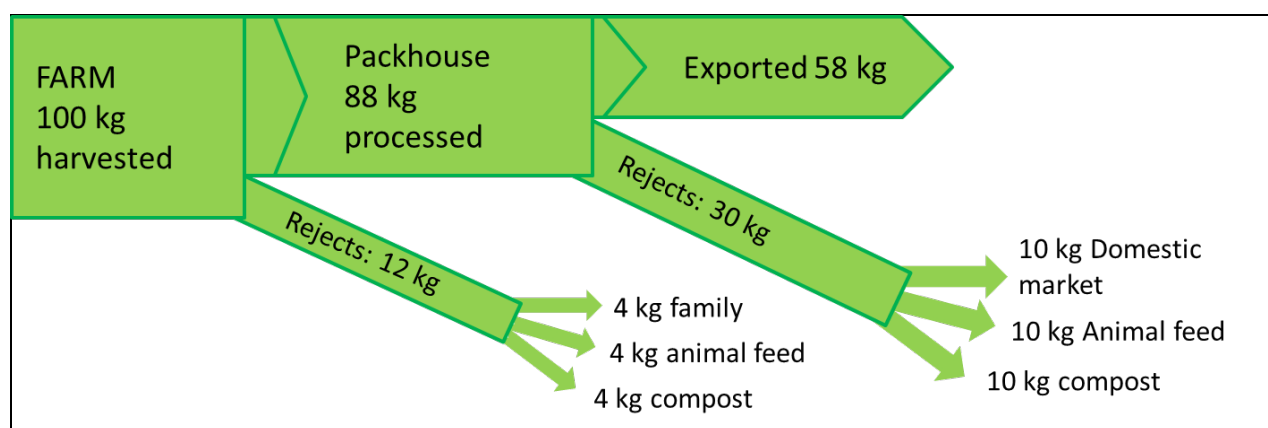 FARM
100 kg
harvested
Packhouse
88 kg
processed
Exported 58 kg
Rejects: 12 kg
4 kg family
4 kg animal feed
4 kg compost
Rejects: 30 kg
10 kg Domestic
market
10 kg Animal feed
10 kg compost